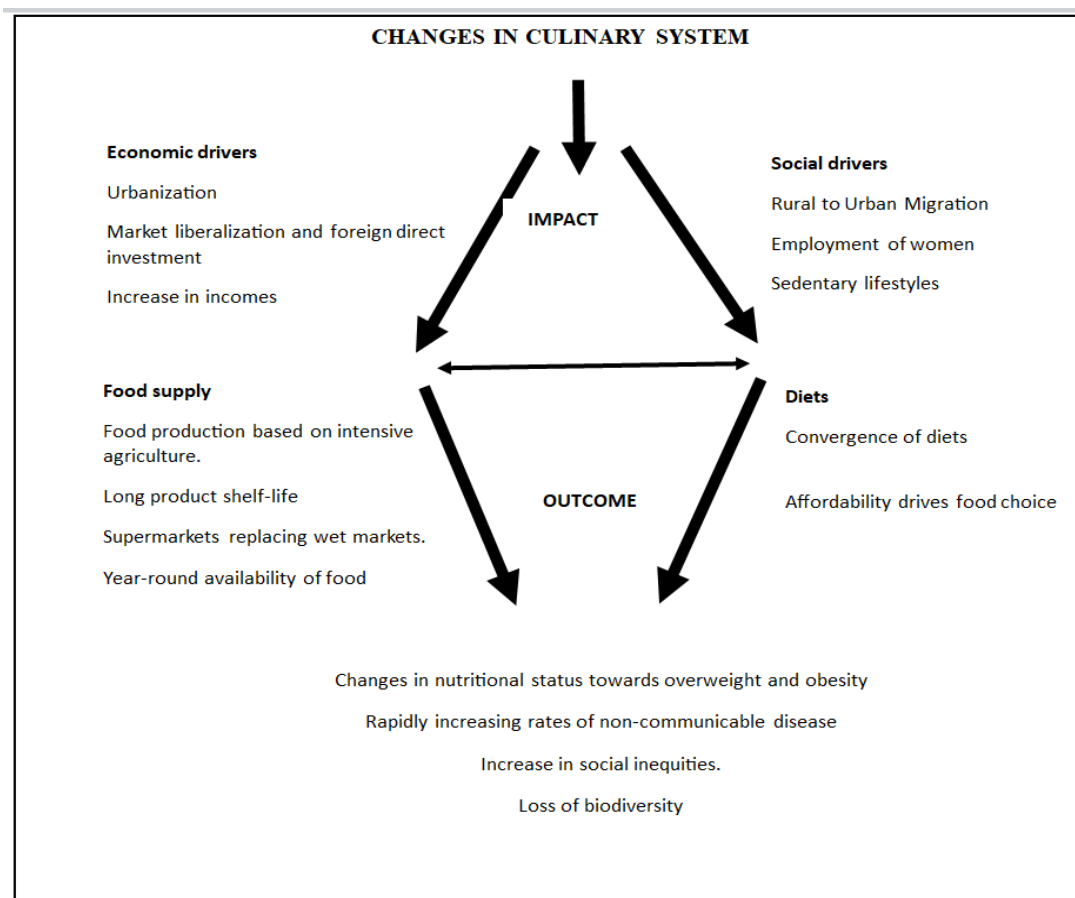 CHANGES IN CULINARY SYSTEM
Economic drivers
Urbanization
Market liberalization and foreign direct
investment
Increase in incomes
IMPACT
Social drivers
Rural to Urban Migration
Employment of women
Sedentary lifestyles
Food supply
Food production based on intensive
agriculture.
Long product shelf-life
Supermarkets replacing wet markets.
Year-round availability of food
OUTCOME
Diets
Convergence of diets
Affordability drives food choice
Changes in nutritional status towards overweight and obesity
Rapidly increasing rates of non-communicable disease
Increase in social inequities.
Loss of biodiversity